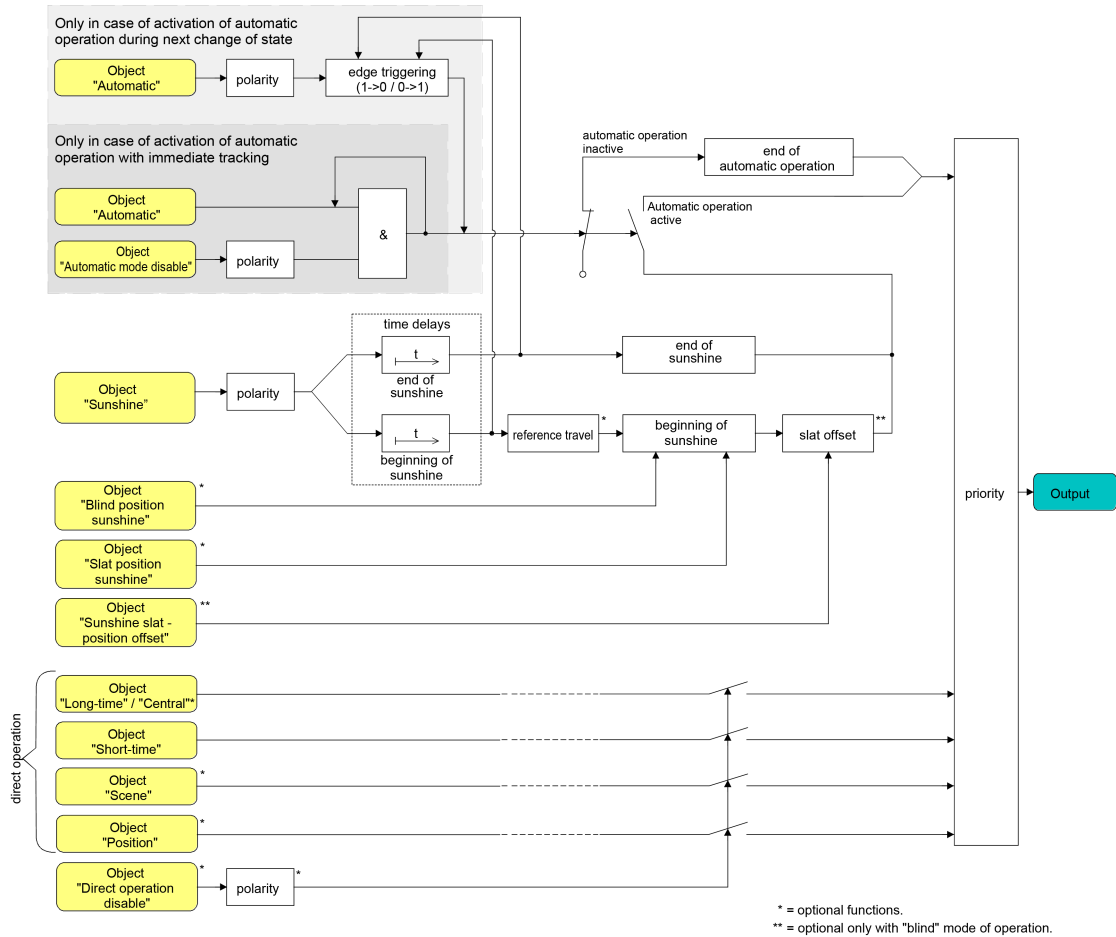 Only in case of activation of automatic
operation during next change of state
Object
"Automatic"
polarity
edge triggering
(1->0 / 0->1)
Only in case of activation of automatic
operation with immediate tracking
Object
"Automatic"
&
Object
"Automatic mode disable"
polarity
automatic operation
inactive
end of
automatic operation
Automatic operation
active
time delays
t
end of
sunshine
end of
sunshine
Object
"Sunshine"
polarity
t
beginning of
sunshine
reference travel
*
beginning of
sunshine
slat offset
**
Object
"Blind position
sunshine"
*
Object
"Slat position
sunshine"
*
Object
"Sunshine slat -
position offset"
**
priority
Output
direct operation
Object
"Long-time" / "Central"*
Object
"Short-time"
Object
"Scene"
*
Object
"Position"
*
Object
"Direct operation
disable"
*
polarity
*
* = optional functions.
** = optional only with "blind" mode of operation.